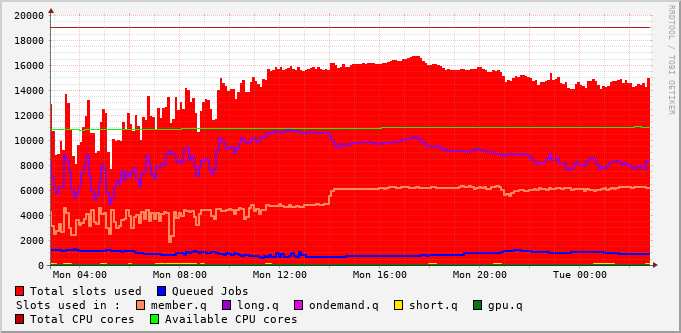 20000
18000
16000
14000
12000
10000
8000
6000
4000
2000
0
Mon 04:00 Mon 08:00 Mon 12:00 Mon 16:00 Mon 20:00 Tue 00:00
RRDTOOL / TOBI OETIKER
Total slots used Queued Jobs
Slots used in : member.q long.q ondemand.q short.q gpu.q
Total CPU cores Available CPU cores